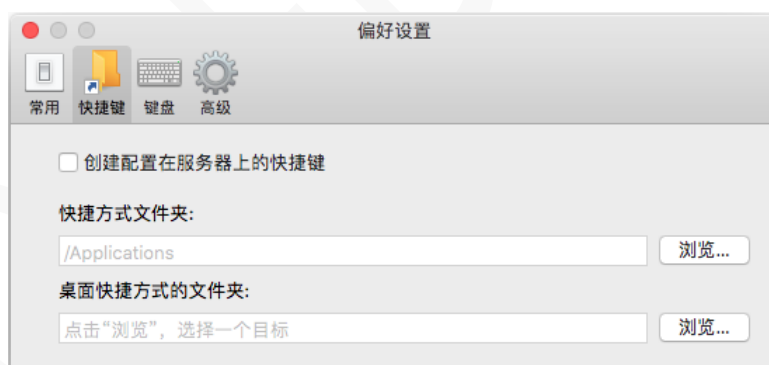 偏好设置
常用 快捷键 键盘 高级
创建配置在服务器上的快捷键
快捷方式文件夹:
/Applications 浏览...
桌面快捷方式的文件夹:
点击“浏览”，选择一个目标 浏览...